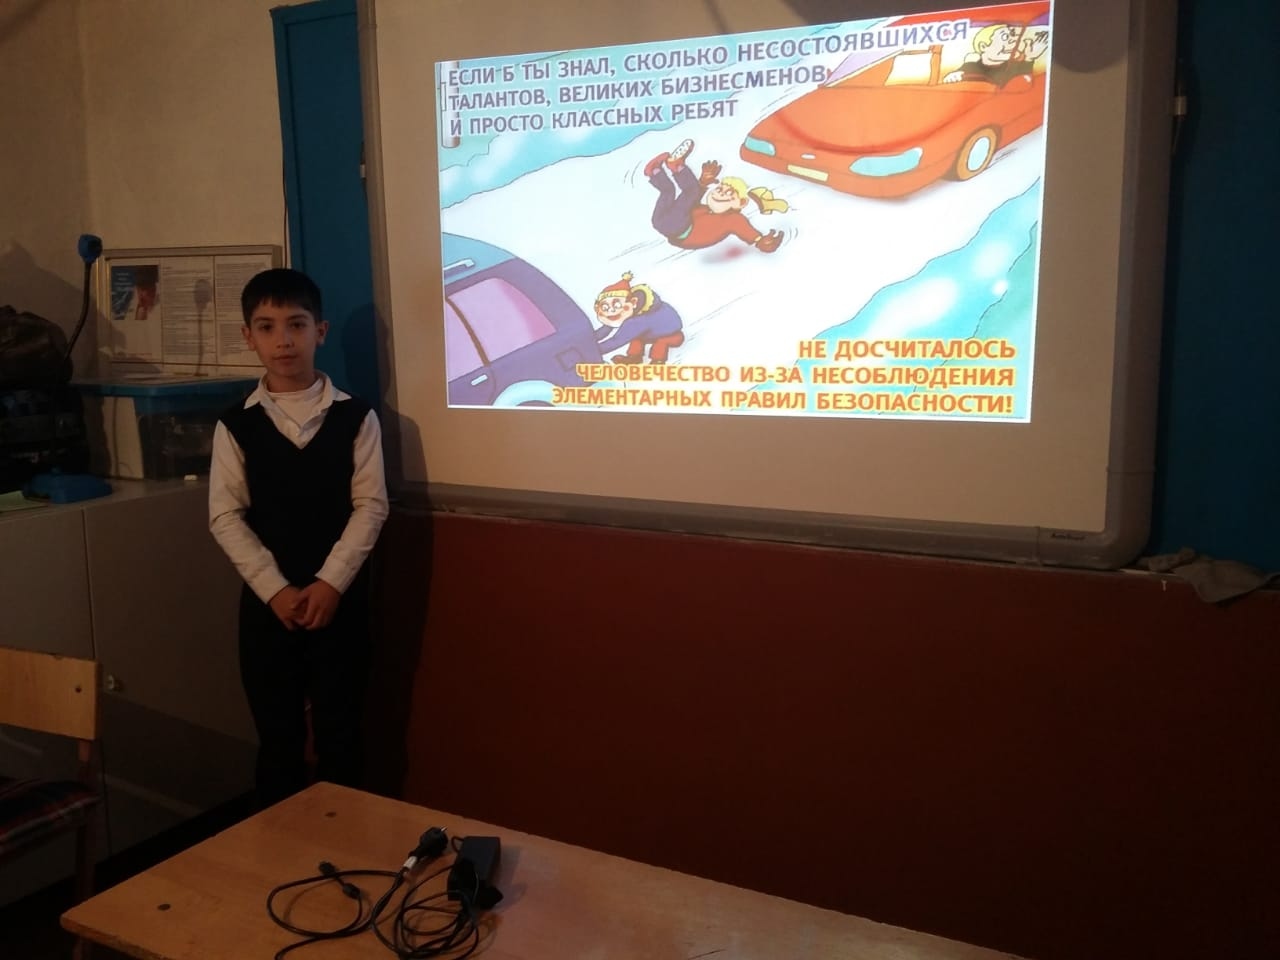 ЕСЛИ Б ТЫ ЗНАЛ, СКОЛЬКО НЕСОСТОЯВШИХСЯ
ТАЛАНТОВ, ВЕЛИКИХ БИЗНЕСМЕНОВ
И ПРОСТО КЛАССНЫХ РЕБЯТ
НЕ ДОСЧИТАЛОСЬ
ЧЕЛОВЕЧЕСТВО ИЗ-ЗА НЕСОБЛЮДЕНИЯ
ЭЛЕМЕНТАРНЫХ ПРАВИЛ БЕЗОПАСНОСТИ!